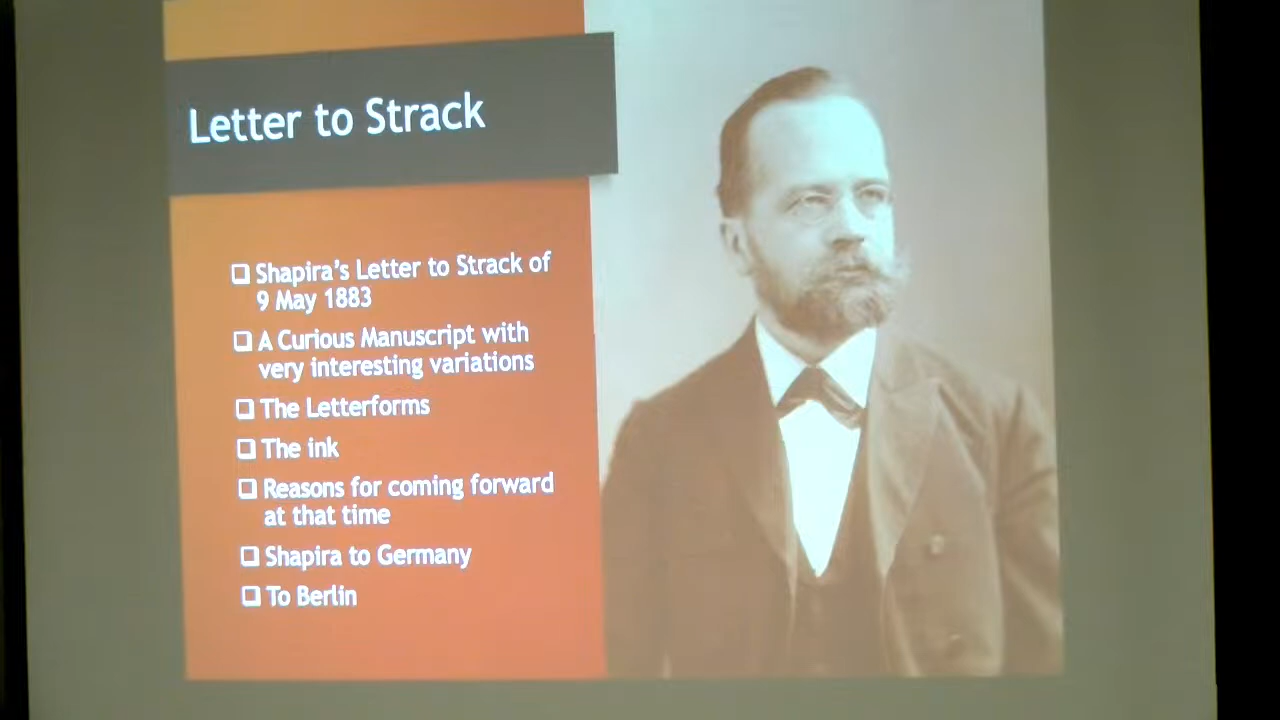 Letter to Strack
Shapira's Letter to Strack of
9 May 1883
A Curious Manuscript with
very interesting variations
The Letterforms
The ink
Reasons for coming forward
at that time
Shapira to Germany
To Berlin